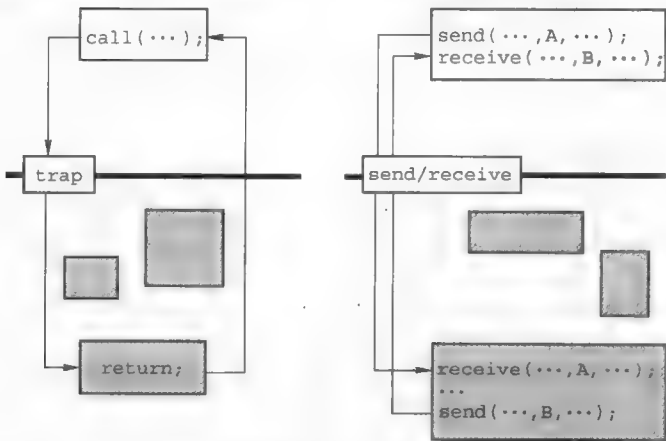 call(···);
trap
return;
send(···,A,···);
receive(···,B,···);
send/receive
receive(···,A,···);
···
send(···,B,···);